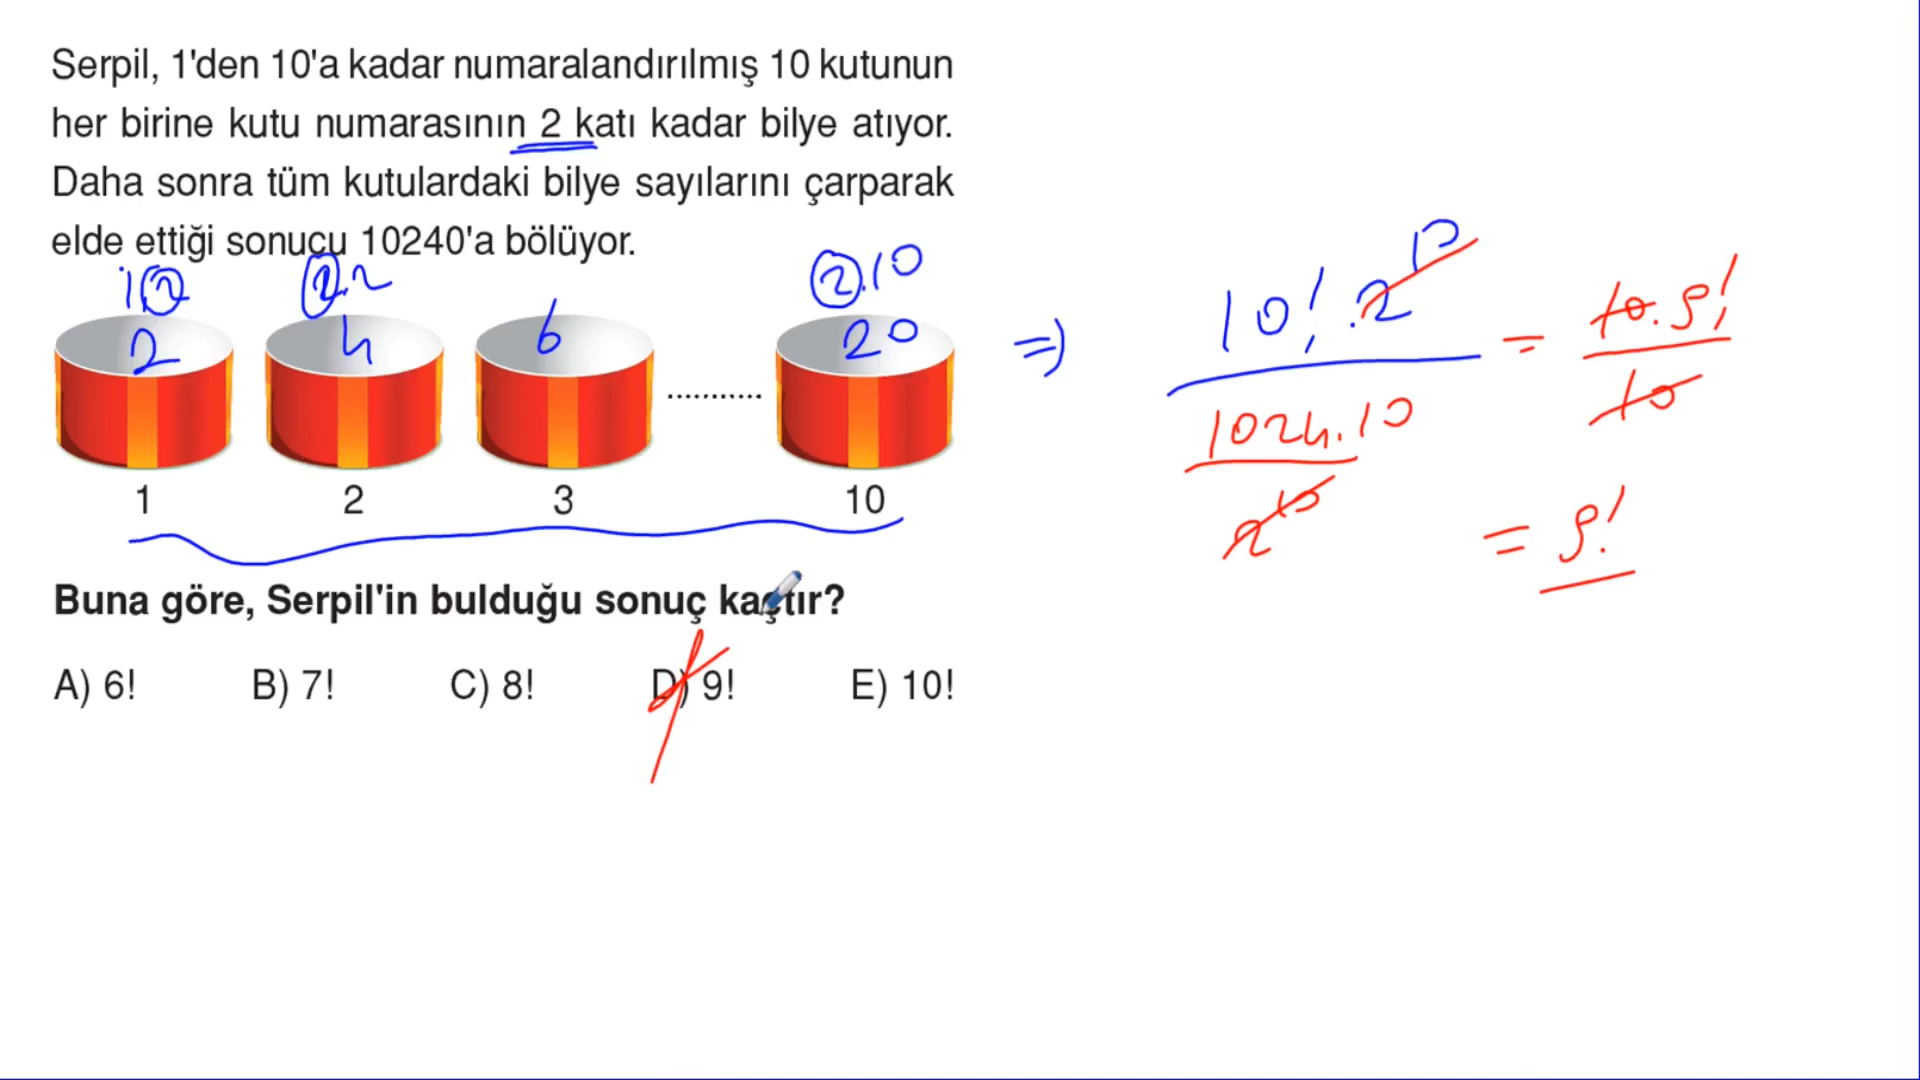 Serpil, 1'den 10'a kadar numaralandırılmış 10 kutunun
her birine kutu numarasının 2 katı kadar bilye atıyor.
Daha sonra tüm kutulardaki bilye sayılarını çarparak
elde ettiği sonucu 10240'a bölüyor.
1.2 2.2 2.10
2 4 6 20
...........
1 2 3 10
⇒ 10! . 2^10 = 10.9!
1024.10 10
2^10
= 9!
Buna göre, Serpil'in bulduğu sonuç kaçtır?
A) 6! B) 7! C) 8! D) 9! E) 10!